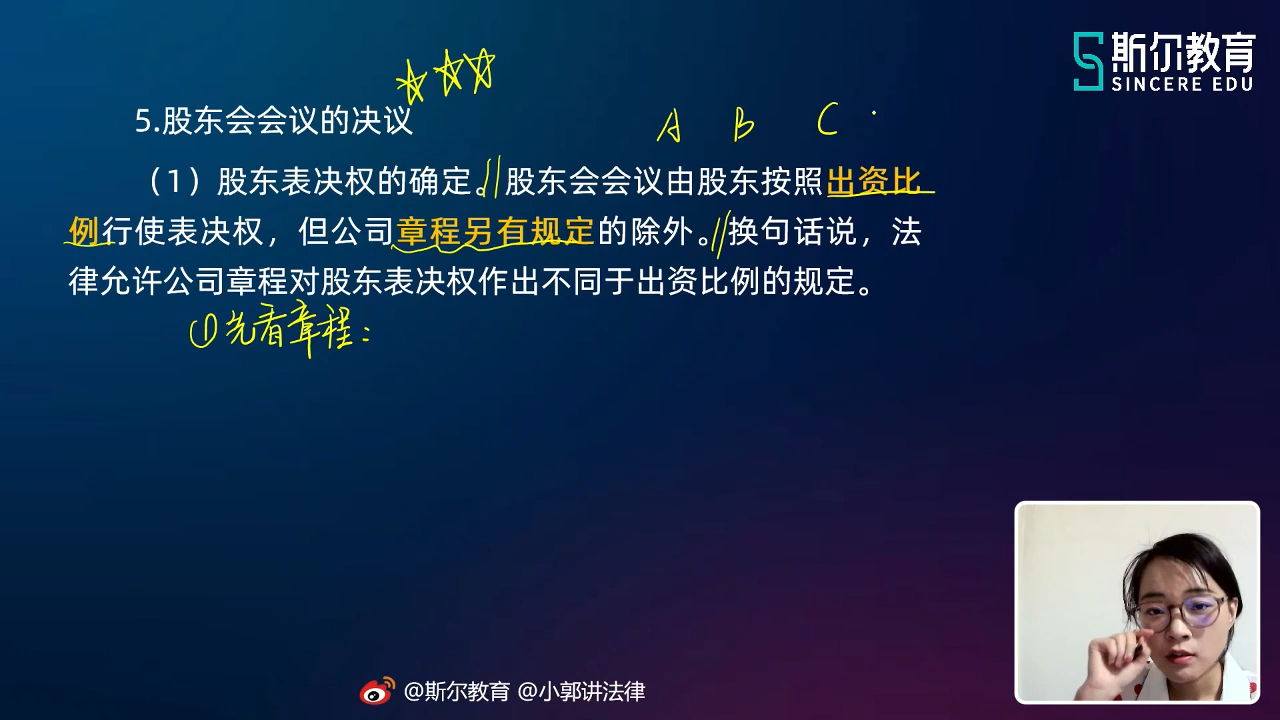 斯尔教育
SINCERE EDU
5.股东会会议的决议
A B C
（1）股东表决权的确定。股东会会议由股东按照出资比
例行使表决权，但公司章程另有规定的除外。换句话说，法
律允许公司章程对股东表决权作出不同于出资比例的规定。
①先看章程：
@斯尔教育 @小郭讲法律